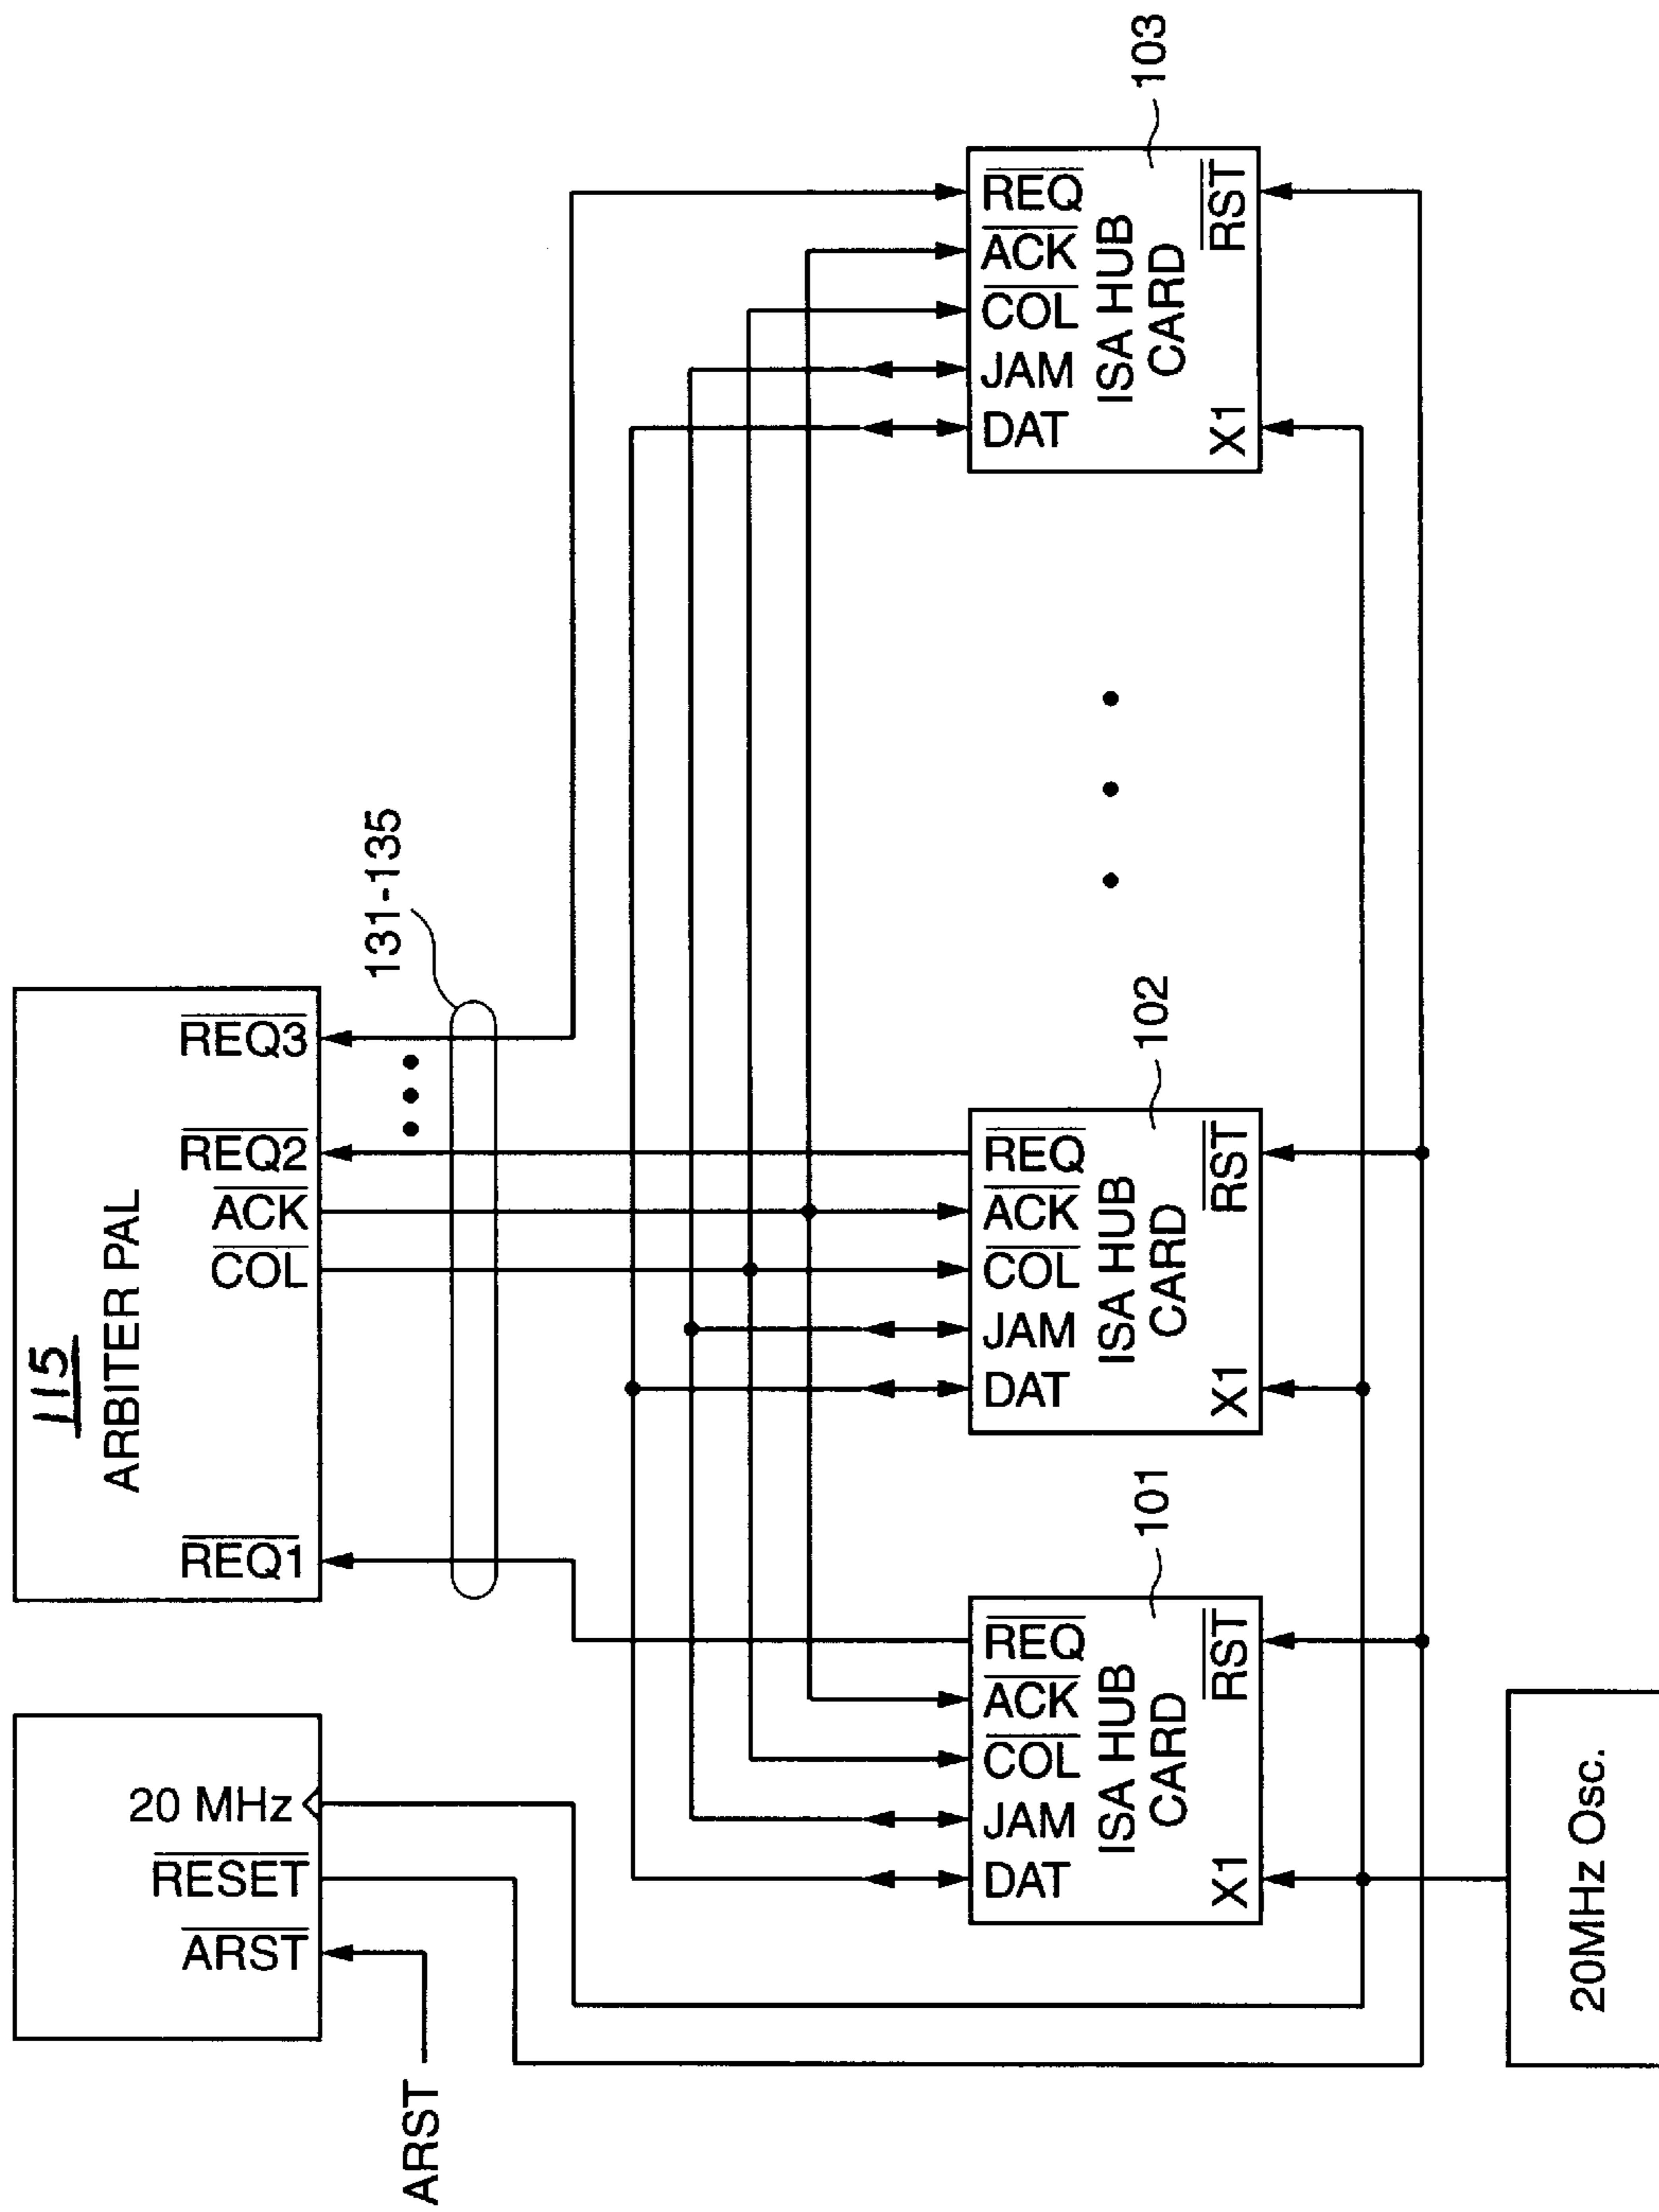 115
ARBITER PAL
REQ1
COL
ACK
REQ2
REQ3
131-135
20 MHz
RESET
ARST
ARST
101
REQ
ACK
COL
JAM
DAT
ISA HUB
CARD
RST
X1
102
REQ
ACK
COL
JAM
DAT
ISA HUB
CARD
RST
X1
103
REQ
ACK
COL
JAM
DAT
ISA HUB
CARD
RST
X1
20MHz Osc.